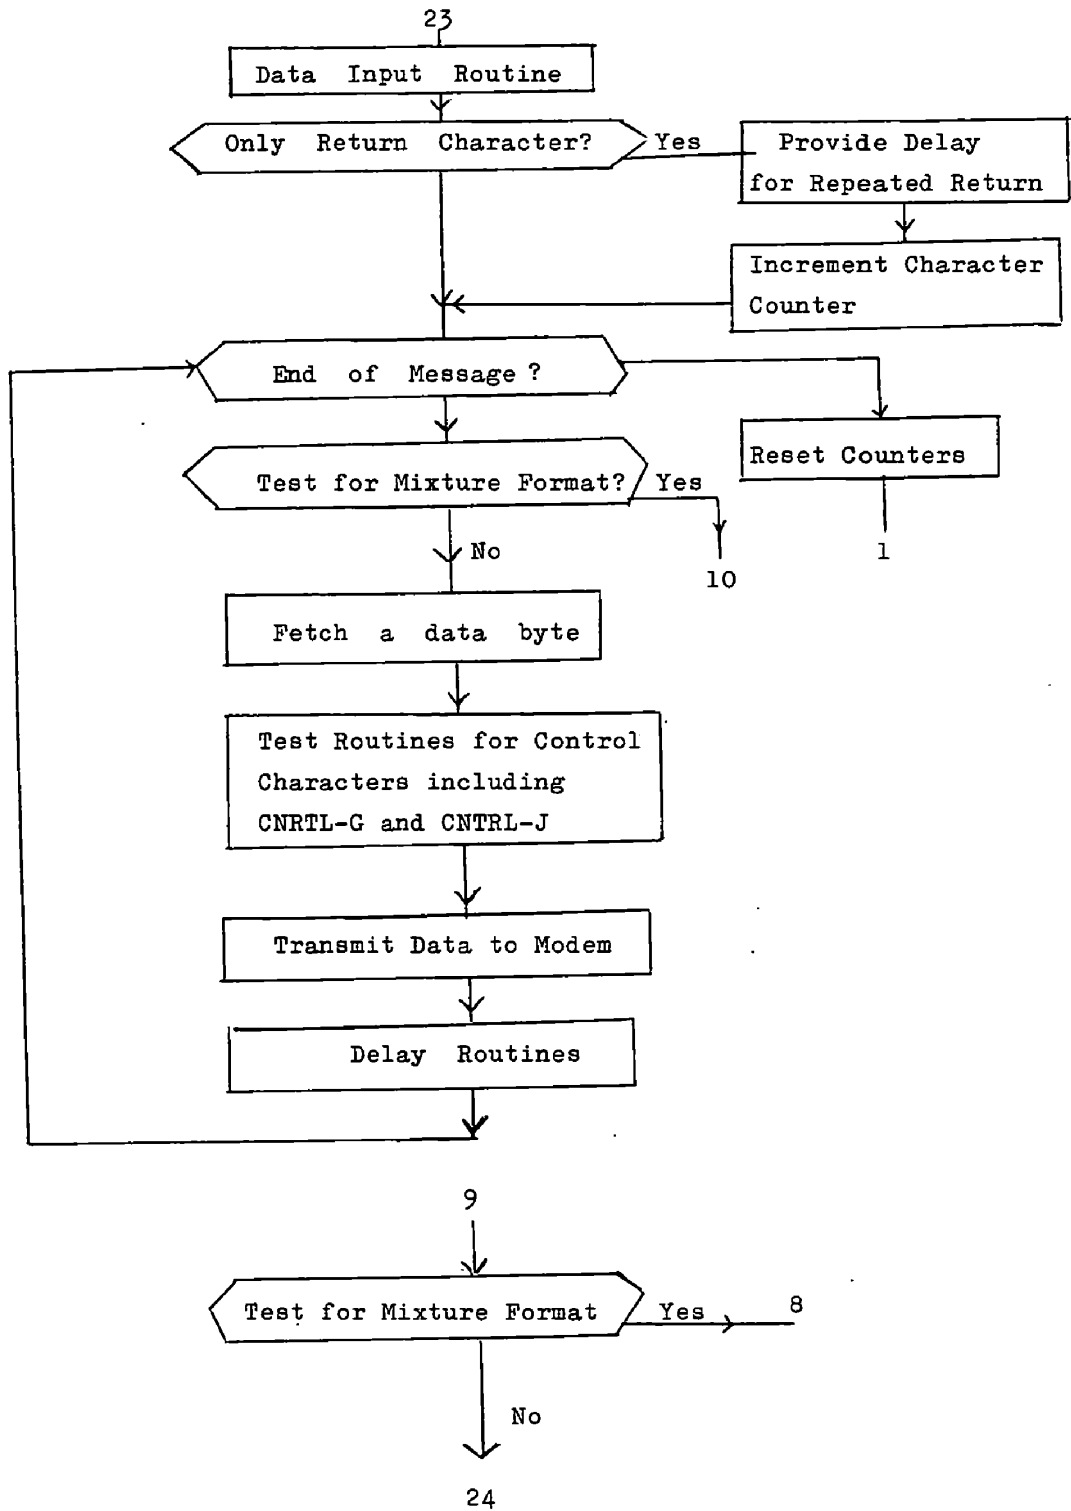 23
Data Input Routine
Only Return Character?
Yes
Provide Delay
for Repeated Return
Increment Character
Counter
End of Message?
Reset Counters
1
Test for Mixture Format?
Yes
10
No
Fetch a data byte
Test Routines for Control
Characters including
CNRTL-G and CNTRL-J
Transmit Data to Modem
Delay Routines
9
Test for Mixture Format
Yes
8
No
24